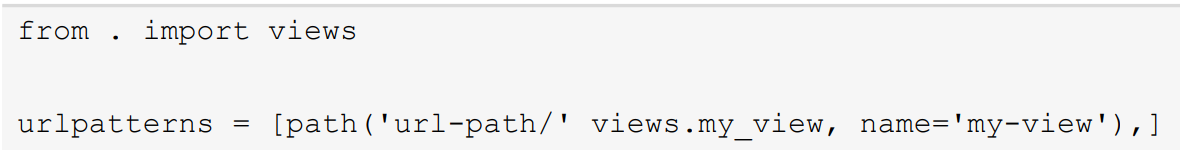 from . import views
urlpatterns = [path('url-path/' views.my_view, name='my-view'),]